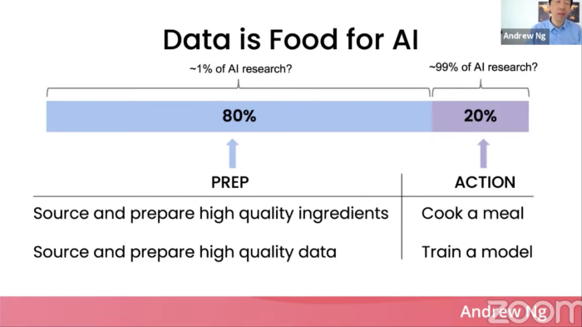 Andrew Ng
Data is Food for AI
~1% of AI research?
~99% of AI research?
80%
20%
PREP
ACTION
Source and prepare high quality ingredients
Cook a meal
Source and prepare high quality data
Train a model
Andrew Ng
zoom